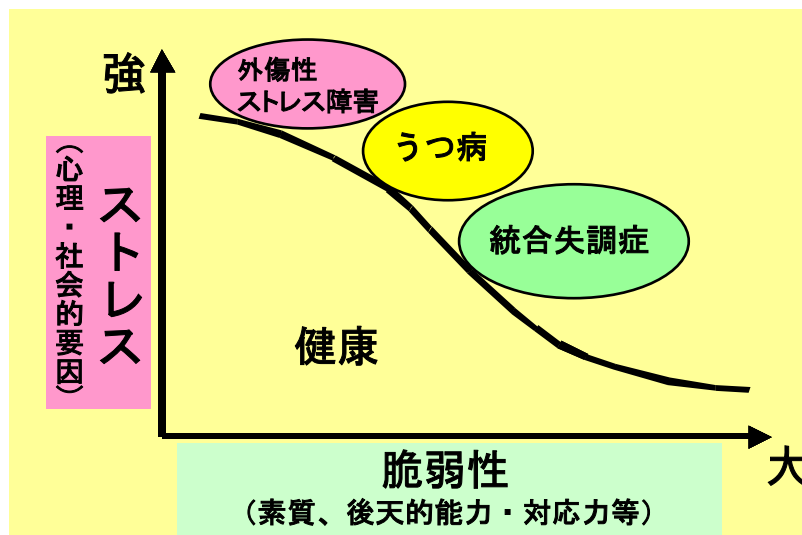 強
外傷性
ストレス障害
うつ病
統合失調症
ストレス
（心理・社会的要因）
健康
脆弱性
（素質、後天的能力・対応力等）
大